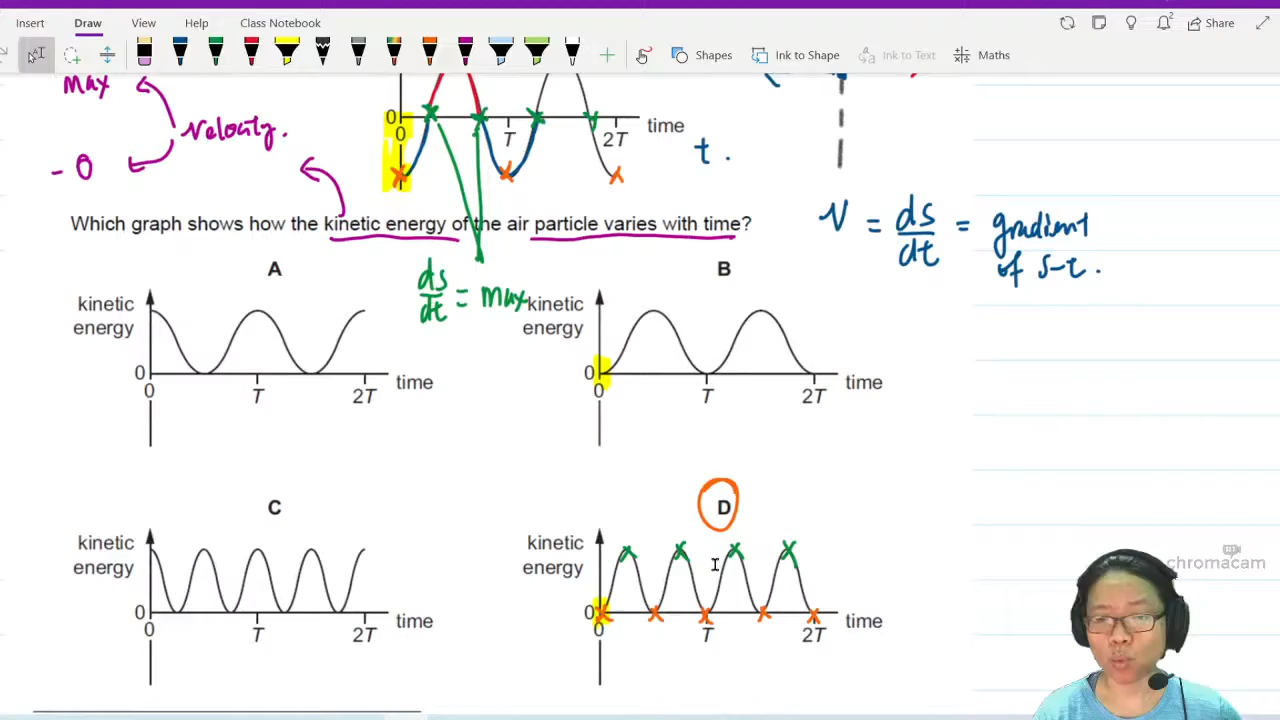 Insert Draw View Help Class Notebook Share
Shapes Ink to Shape Ink to Text Maths
Max
Velocity.
- 0
0
0 T 2T time
t.
Which graph shows how the kinetic energy of the air particle varies with time?
V = ds/dt = gradient of s-t.
ds/dt = max
A
kinetic energy
0
0 T 2T time
B
kinetic energy
0
0 T 2T time
C
kinetic energy
0
0 T 2T time
D
kinetic energy
0
0 T 2T time
chromacam